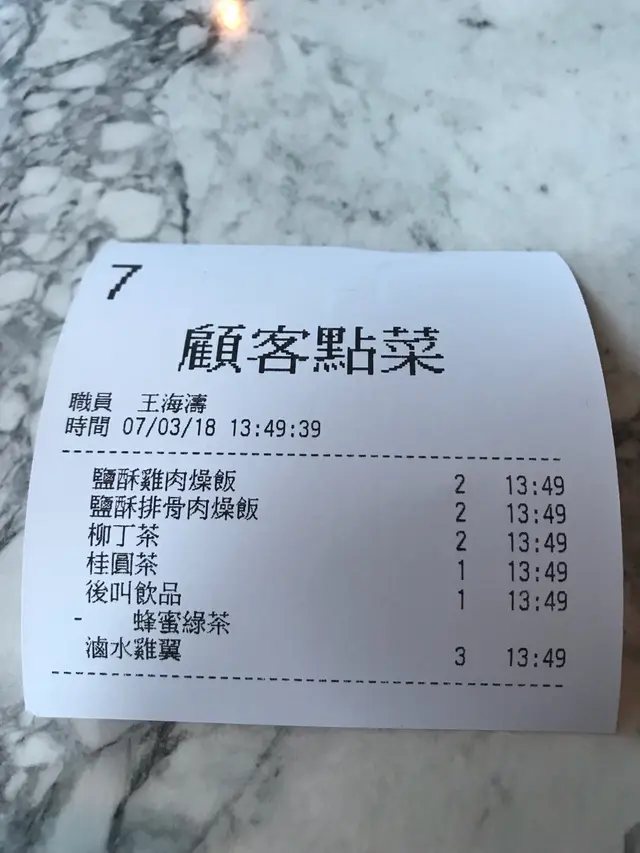 7
顧客點菜
職員 王海濤
時間 07/03/18 13:49:39
鹽酥雞肉燥飯 2 13:49
鹽酥排骨肉燥飯 2 13:49
柳丁茶 2 13:49
桂圓茶 1 13:49
後叫飲品 1 13:49
- 蜂蜜綠茶
滷水雞翼 3 13:49